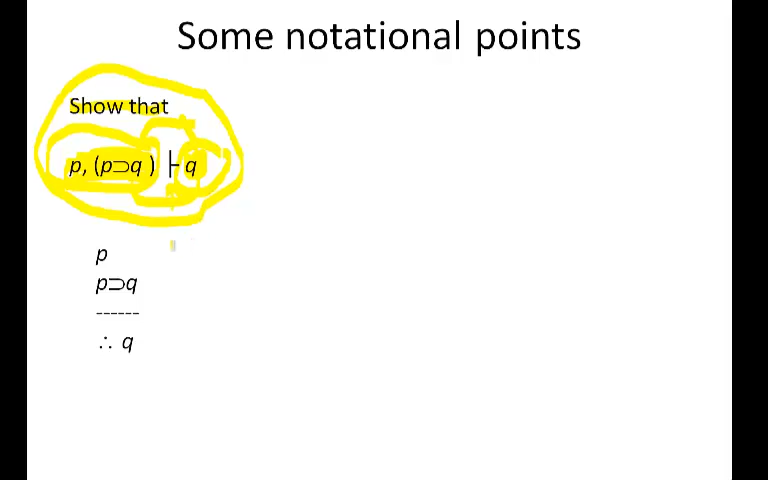 Some notational points
Show that
p, (p⊃q ) ⊢ q
p
p⊃q
------
∴ q